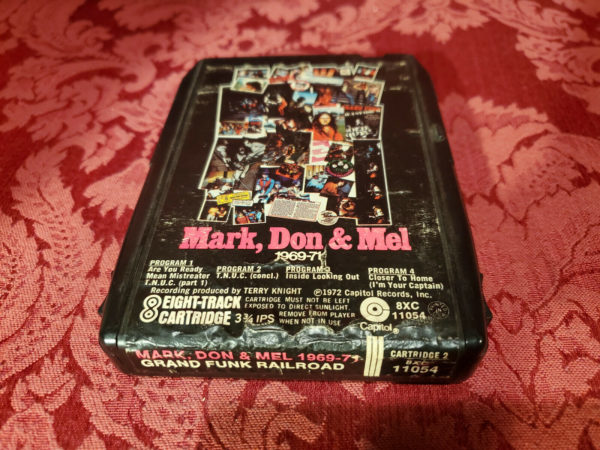 Mark, Don & Mel
1969-71
PROGRAM 1
Are You Ready
Mean Mistreater
T.N.U.C. (part 1)
PROGRAM 2
T.N.U.C. (concl.)
PROGRAM 3
Inside Looking Out
PROGRAM 4
Closer To Home
(I'm Your Captain)
Recording produced by TERRY KNIGHT
℗1972 Capitol Records, Inc.
8 EIGHT-TRACK
CARTRIDGE 3¾ IPS
CARTRIDGE MUST NOT BE LEFT
EXPOSED TO DIRECT SUNLIGHT.
REMOVE FROM PLAYER
WHEN NOT IN USE
Capitol®
8XC
11054
MARK, DON & MEL 1969-71
GRAND FUNK RAILROAD
CARTRIDGE 2
8XC
11054